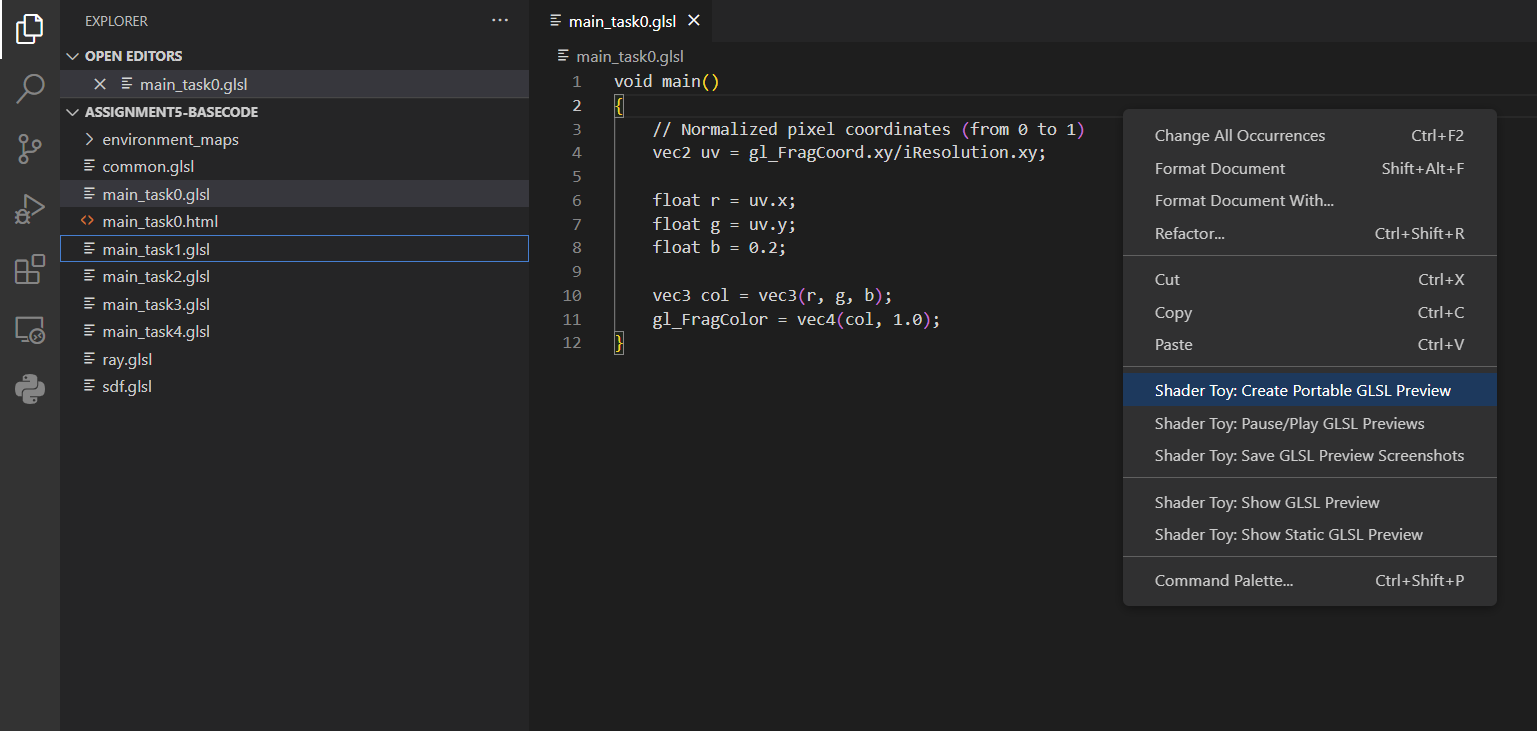 EXPLORER
OPEN EDITORS
main_task0.glsl
ASSIGNMENT5-BASECODE
environment_maps
common.glsl
main_task0.glsl
main_task0.html
main_task1.glsl
main_task2.glsl
main_task3.glsl
main_task4.glsl
ray.glsl
sdf.glsl
main_task0.glsl
main_task0.glsl
1 void main()
2 {
3     // Normalized pixel coordinates (from 0 to 1)
4     vec2 uv = gl_FragCoord.xy/iResolution.xy;
5
6     float r = uv.x;
7     float g = uv.y;
8     float b = 0.2;
9
10     vec3 col = vec3(r, g, b);
11     gl_FragColor = vec4(col, 1.0);
12 }
Change All Occurrences Ctrl+F2
Format Document Shift+Alt+F
Format Document With...
Refactor... Ctrl+Shift+R
Cut Ctrl+X
Copy Ctrl+C
Paste Ctrl+V
Shader Toy: Create Portable GLSL Preview
Shader Toy: Pause/Play GLSL Previews
Shader Toy: Save GLSL Preview Screenshots
Shader Toy: Show GLSL Preview
Shader Toy: Show Static GLSL Preview
Command Palette... Ctrl+Shift+P